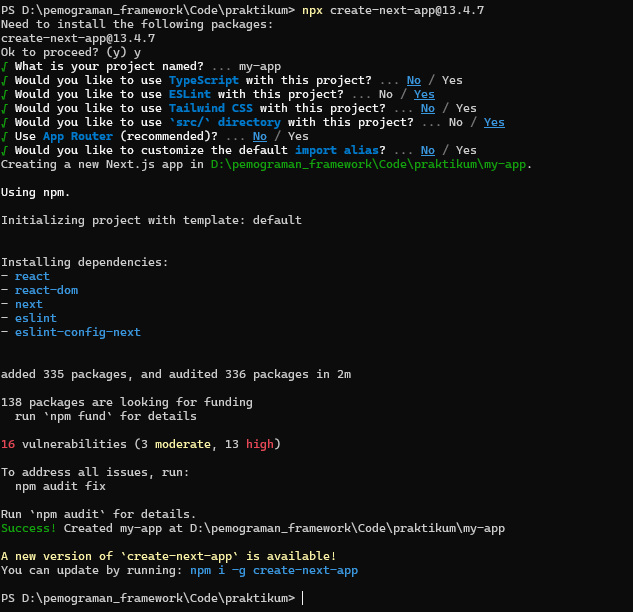 PS D:\pemograman_framework\Code\praktikum> npx create-next-app@13.4.7
Need to install the following packages:
create-next-app@13.4.7
Ok to proceed? (y) y
√ What is your project named? ... my-app
√ Would you like to use TypeScript with this project? ... No / Yes
√ Would you like to use ESLint with this project? ... No / Yes
√ Would you like to use Tailwind CSS with this project? ... No / Yes
√ Would you like to use `src/` directory with this project? ... No / Yes
√ Use App Router (recommended)? ... No / Yes
√ Would you like to customize the default import alias? ... No / Yes
Creating a new Next.js app in D:\pemograman_framework\Code\praktikum\my-app.
Using npm.
Initializing project with template: default
Installing dependencies:
- react
- react-dom
- next
- eslint
- eslint-config-next
added 335 packages, and audited 336 packages in 2m
138 packages are looking for funding
  run `npm fund` for details
16 vulnerabilities (3 moderate, 13 high)
To address all issues, run:
  npm audit fix
Run `npm audit` for details.
Success! Created my-app at D:\pemograman_framework\Code\praktikum\my-app
A new version of `create-next-app` is available!
You can update by running: npm i -g create-next-app
PS D:\pemograman_framework\Code\praktikum>